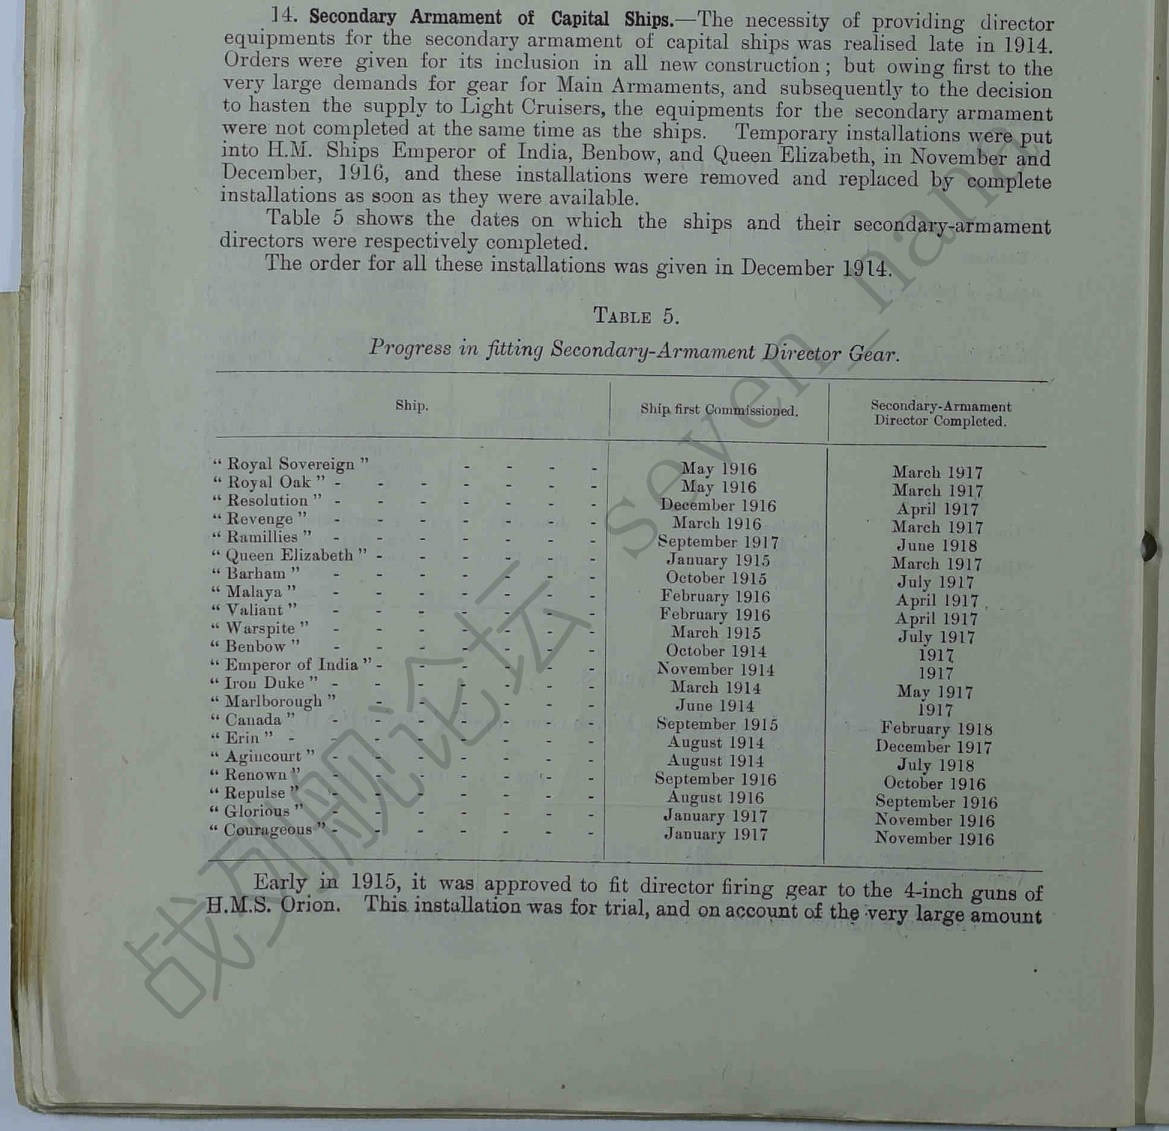 14. Secondary Armament of Capital Ships.—The necessity of providing director
equipments for the secondary armament of capital ships was realised late in 1914.
Orders were given for its inclusion in all new construction; but owing first to the
very large demands for gear for Main Armaments, and subsequently to the decision
to hasten the supply to Light Cruisers, the equipments for the secondary armament
were not completed at the same time as the ships. Temporary installations were put
into H.M. Ships Emperor of India, Benbow, and Queen Elizabeth, in November and
December, 1916, and these installations were removed and replaced by complete
installations as soon as they were available.
Table 5 shows the dates on which the ships and their secondary-armament
directors were respectively completed.
The order for all these installations was given in December 1914.
TABLE 5.
Progress in fitting Secondary-Armament Director Gear.
Ship. Ship first Commissioned. Secondary-Armament
Director Completed.
“ Royal Sovereign ” - - - - May 1916 March 1917
“ Royal Oak ” - - - - - - - May 1916 March 1917
“ Resolution ” - - - - - - - December 1916 April 1917
“ Revenge ” - - - - - - - March 1916 March 1917
“ Ramillies ” - - - - - - - September 1917 June 1918
“ Queen Elizabeth ” - - - - - - January 1915 March 1917
“ Barham ” - - - - - - - October 1915 July 1917
“ Malaya ” - - - - - - - February 1916 April 1917
“ Valiant ” - - - - - - - February 1916 April 1917
“ Warspite ” - - - - - - - March 1915 July 1917
“ Benbow ” - - - - - - - October 1914 1917
“ Emperor of India ” - - - - - - November 1914 1917
“ Iron Duke ” - - - - - - - March 1914 May 1917
“ Marlborough ” - - - - - - June 1914 1917
“ Canada ” - - - - - - - September 1915 February 1918
“ Erin ” - - - - - - - - August 1914 December 1917
“ Agincourt ” - - - - - - - August 1914 July 1918
“ Renown ” - - - - - - - September 1916 October 1916
“ Repulse ” - - - - - - - August 1916 September 1916
“ Glorious ” - - - - - - - January 1917 November 1916
“ Courageous ” - - - - - - - January 1917 November 1916
Early in 1915, it was approved to fit director firing gear to the 4-inch guns of
H.M.S. Orion. This installation was for trial, and on account of the very large amount
战列舰论坛 seven_nana